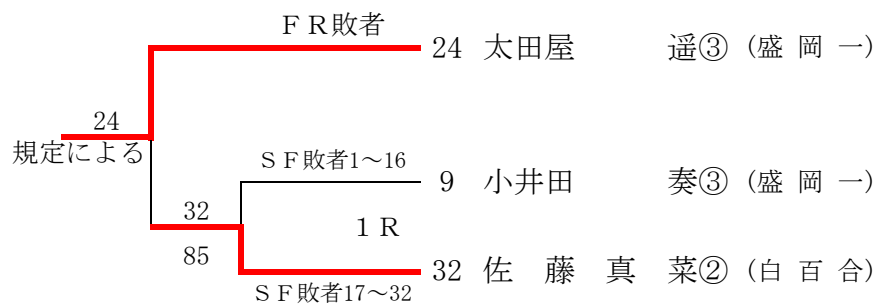 ＦＲ敗者
24 太田屋 遥③ (盛 岡 一)
24
規定による
ＳＦ敗者1～16
9 小井田 奏③ (盛 岡 一)
32
１Ｒ
85
32 佐 藤 真 菜② (白 百 合)
ＳＦ敗者17～32